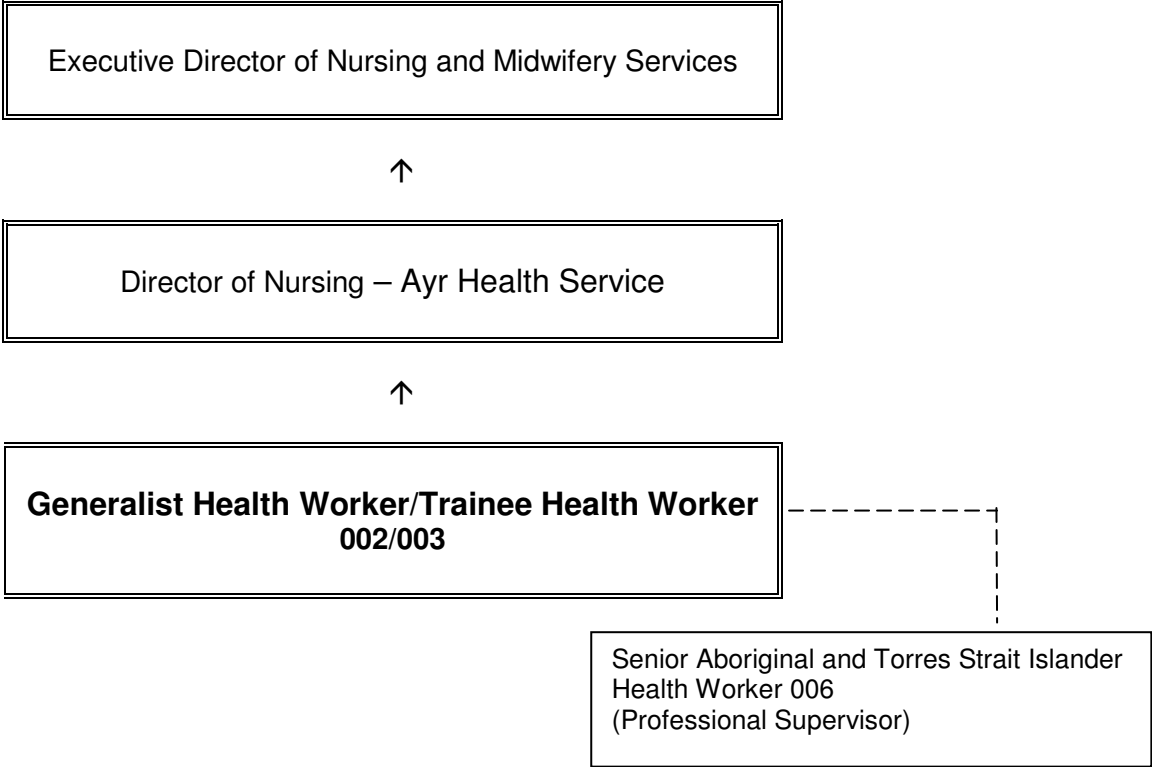 Executive Director of Nursing and Midwifery Services
↑
Director of Nursing – Ayr Health Service
↑
Generalist Health Worker/Trainee Health Worker
002/003
Senior Aboriginal and Torres Strait Islander
Health Worker 006
(Professional Supervisor)